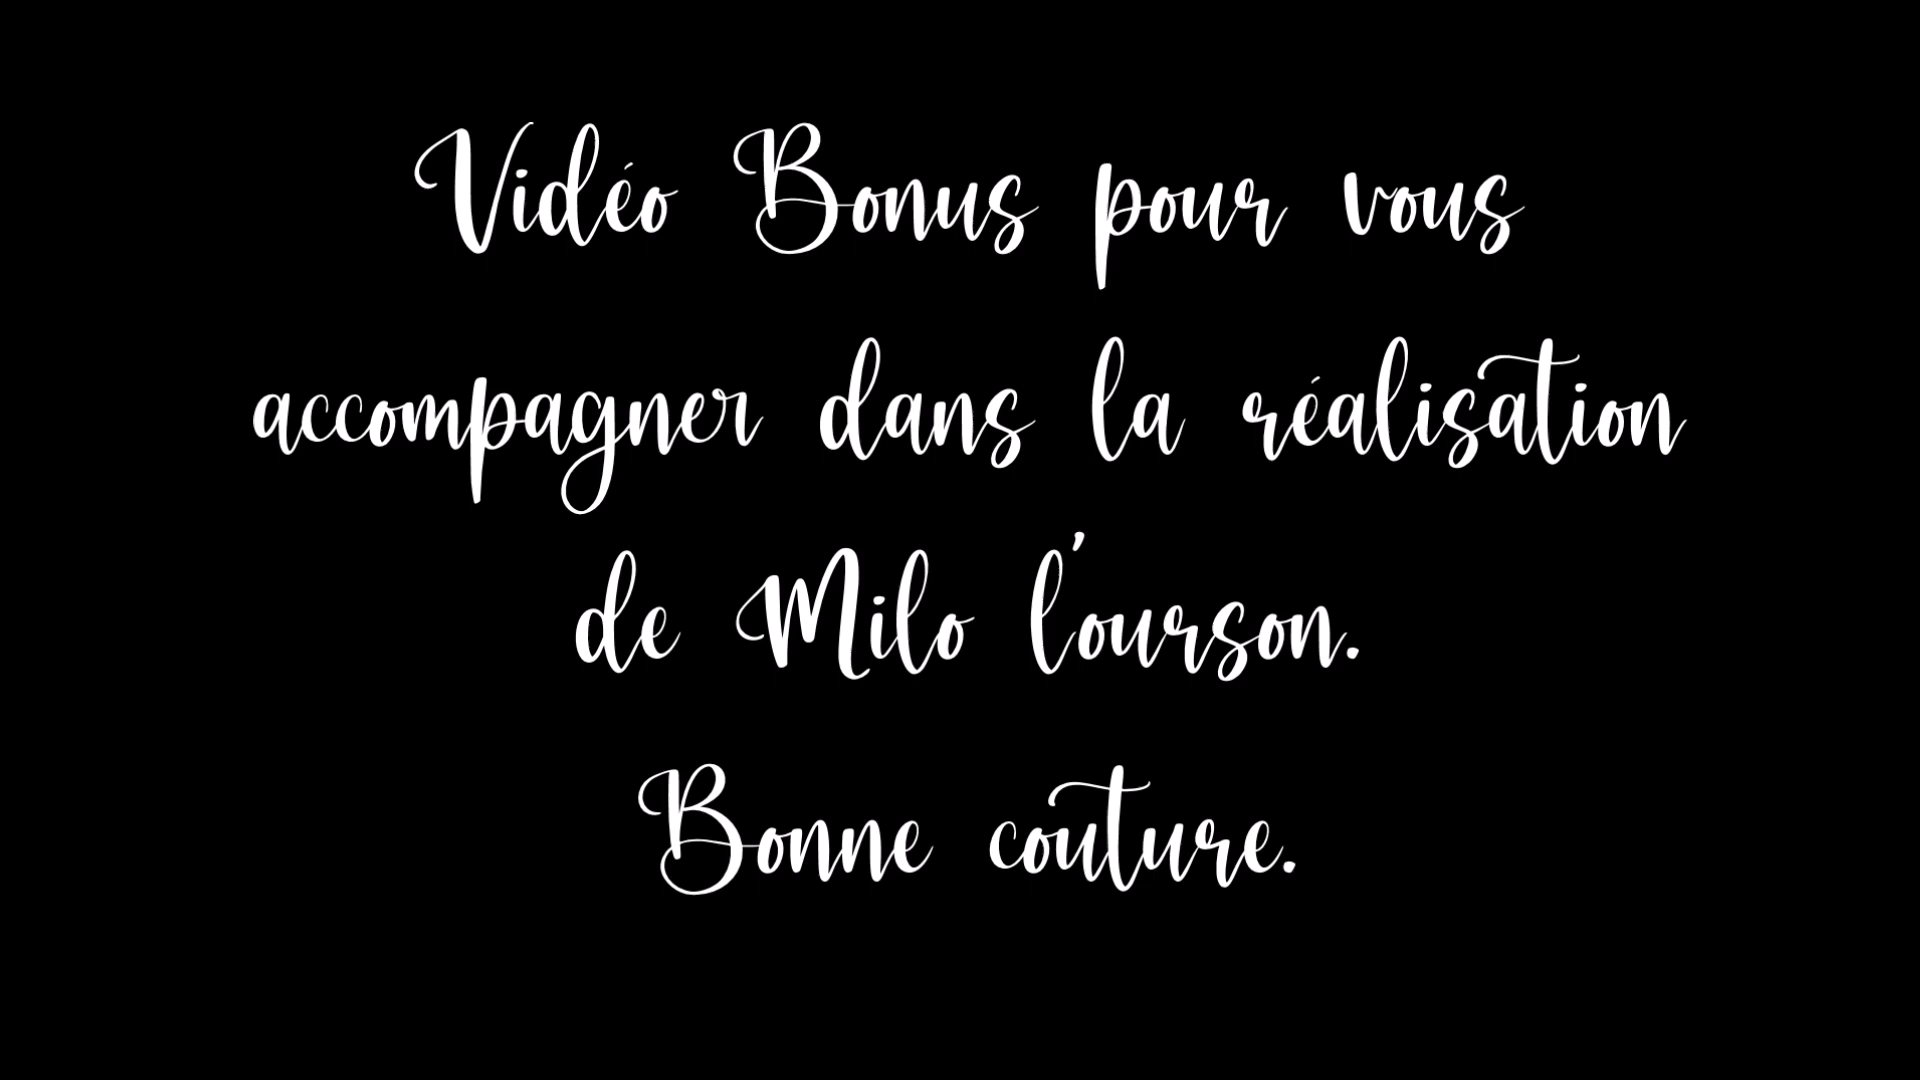 Vidéo Bonus pour vous
accompagner dans la réalisation
de Milo l'ourson.
Bonne couture.